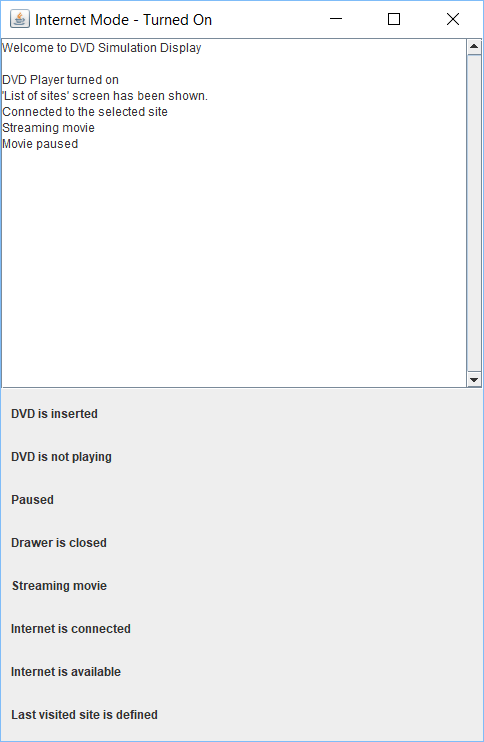 Internet Mode - Turned On
Welcome to DVD Simulation Display
DVD Player turned on
'List of sites' screen has been shown.
Connected to the selected site
Streaming movie
Movie paused
DVD is inserted
DVD is not playing
Paused
Drawer is closed
Streaming movie
Internet is connected
Internet is available
Last visited site is defined